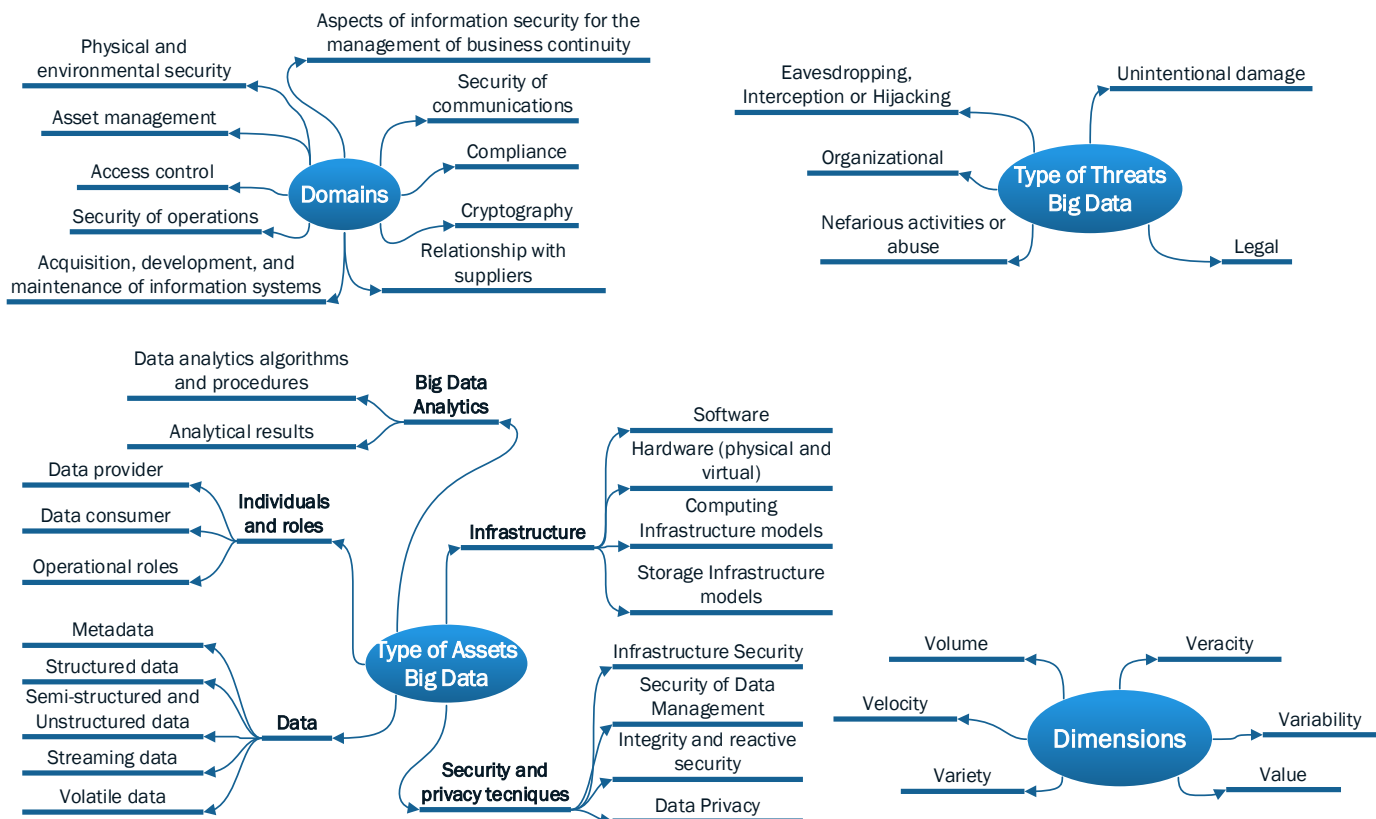 Aspects of information security for the
management of business continuity
Physical and
environmental security
Asset management
Access control
Security of operations
Acquisition, development, and
maintenance of information systems
Domains
Security of
communications
Compliance
Cryptography
Relationship with
suppliers
Eavesdropping,
Interception or Hijacking
Organizational
Nefarious activities or
abuse
Type of Threats
Big Data
Unintentional damage
Legal
Data analytics algorithms
and procedures
Analytical results
Big Data
Analytics
Data provider
Data consumer
Operational roles
Individuals
and roles
Metadata
Structured data
Semi-structured and
Unstructured data
Streaming data
Volatile data
Data
Type of Assets
Big Data
Infrastructure
Software
Hardware (physical and
virtual)
Computing
Infrastructure models
Storage Infrastructure
models
Security and
privacy tecniques
Infrastructure Security
Security of Data
Management
Integrity and reactive
security
Data Privacy
Volume
Velocity
Variety
Dimensions
Veracity
Variability
Value